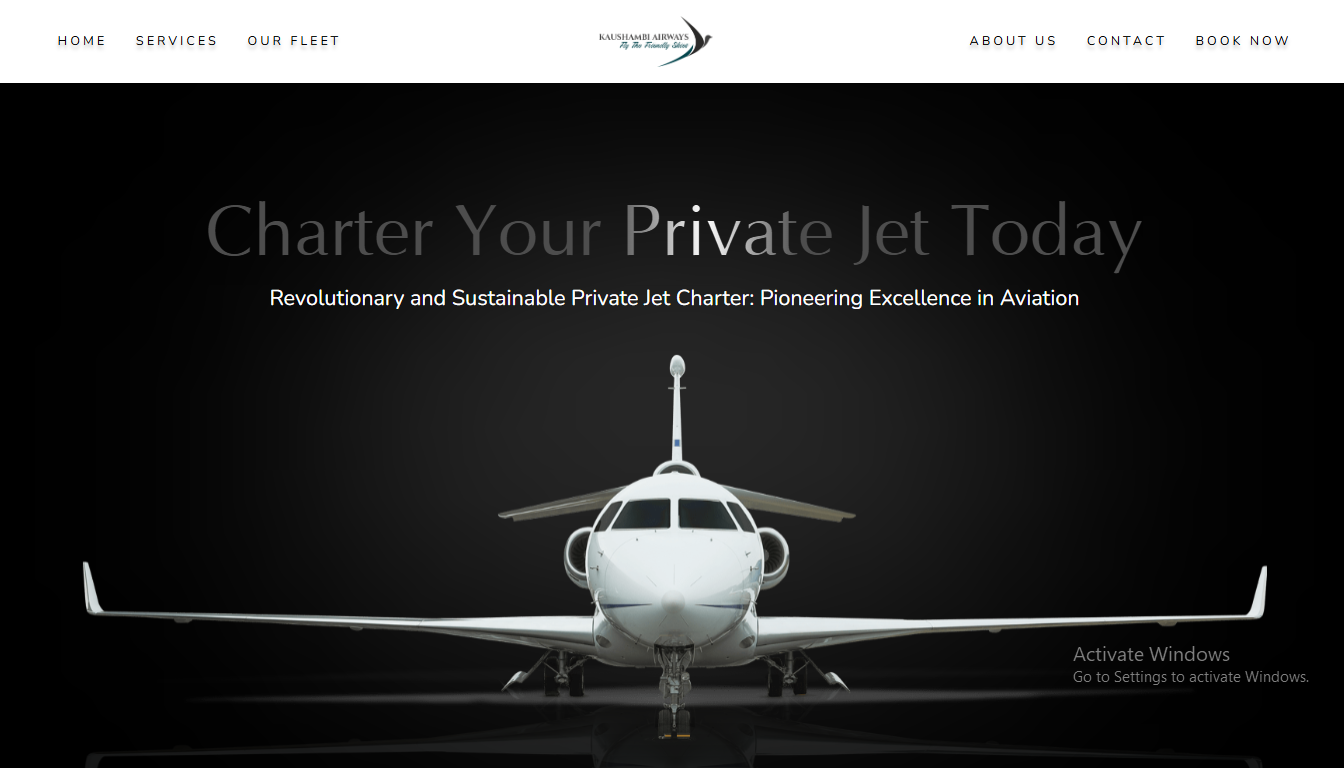 HOME
SERVICES
OUR FLEET
KAUSHAMBI AIRWAYS
Fly The Friendly Skies
ABOUT US
CONTACT
BOOK NOW
Charter Your Private Jet Today
Revolutionary and Sustainable Private Jet Charter: Pioneering Excellence in Aviation
Activate Windows
Go to Settings to activate Windows.